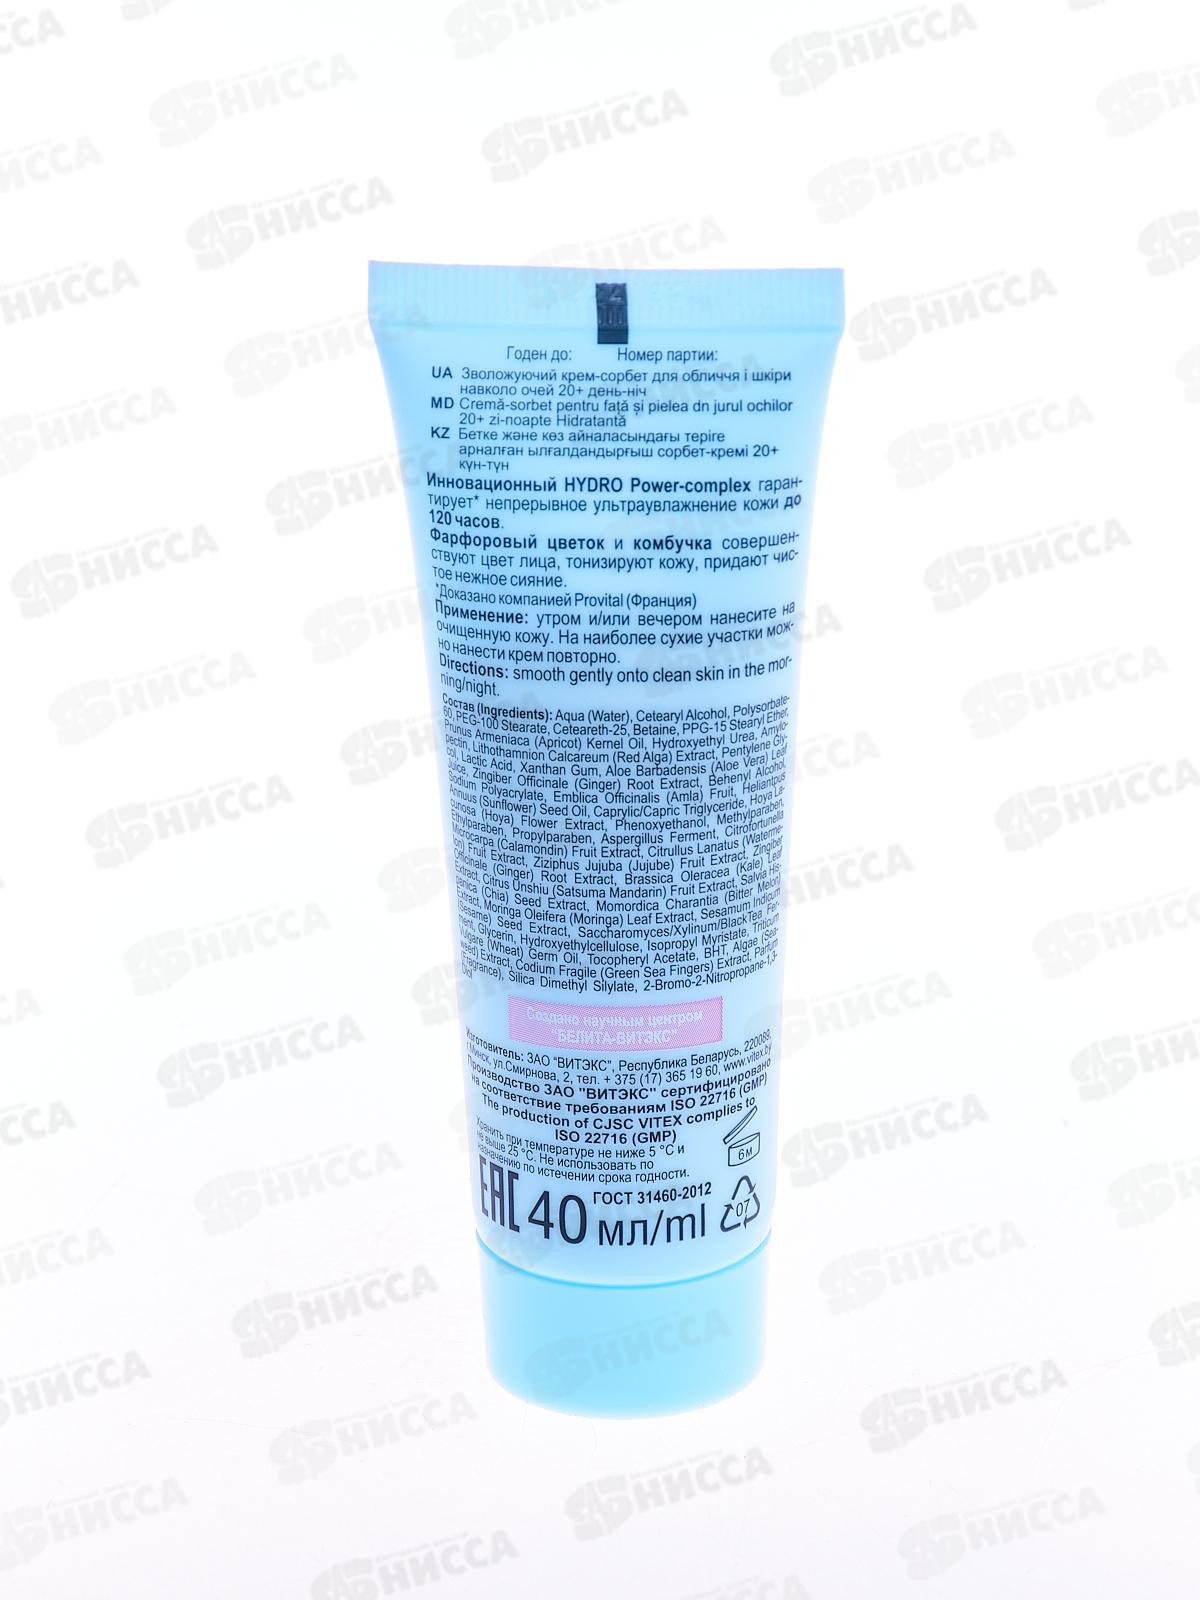 Годен до: Номер партии:
UA Зволожуючий крем-сорбет для обличчя і шкіри
навколо очей 20+ день-ніч
MD Cremă-sorbet pentru față și pielea dn jurul ochilor
20+ zi-noapte Hidratantă
KZ Бетке және көз айналасындағы теріге
арналған ылғалдандырғыш сорбет-кремі 20+
күн-түн
Инновационный HYDRO Power-complex гаран-
тирует* непрерывное ультраувлажнение кожи до
120 часов.
Фарфоровый цветок и комбучка совершен-
ствуют цвет лица, тонизируют кожу, придают чис-
тое нежное сияние.
*Доказано компанией Provital (Франция)
Применение: утром и/или вечером нанесите на
очищенную кожу. На наиболее сухие участки мож-
но нанести крем повторно.
Directions: smooth gently onto clean skin in the mor-
ning/night.
Состав (Ingredients): Aqua (Water), Cetearyl Alcohol, Polysorbate-
60, PEG-100 Stearate, Ceteareth-25, Betaine, PPG-15 Stearyl Ether,
Prunus Armeniaca (Apricot) Kernel Oil, Hydroxyethyl Urea, Amylo-
pectin, Lithothamnion Calcareum (Red Alga) Extract, Pentylene Gly-
col, Lactic Acid, Xanthan Gum, Aloe Barbadensis (Aloe Vera) Leaf
Juice, Zingiber Officinale (Ginger) Root Extract, Behenyl Alcohol,
Sodium Polyacrylate, Emblica Officinalis (Amla) Fruit, Heliantpus
Annuus (Sunflower) Seed Oil, Caprylic/Capric Triglyceride, Hoya La-
cunosa (Hoya) Flower Extract, Phenoxyethanol, Methylparaben,
Ethylparaben, Propylparaben, Aspergillus Ferment, Citrofortunella
Microcarpa (Calamondin) Fruit Extract, Citrullus Lanatus (Waterme-
lon) Fruit Extract, Ziziphus Jujuba (Jujube) Fruit Extract, Zingiber
Officinale (Ginger) Root Extract, Brassica Oleracea (Kale) Leaf
Extract, Citrus Unshiu (Satsuma Mandarin) Fruit Extract, Salvia His-
panica (Chia) Seed Extract, Momordica Charantia (Bitter Melon)
Extract, Moringa Oleifera (Moringa) Leaf Extract, Sesamum Indicum
(Sesame) Seed Extract, Saccharomyces/Xylinum/BlackTea Fer-
ment, Glycerin, Hydroxyethylcellulose, Isopropyl Myristate, Triticum
Vulgare (Wheat) Germ Oil, Tocopheryl Acetate, BHT, Algae (Sea-
weed) Extract, Codium Fragile (Green Sea Fingers) Extract, Parfum
(Fragrance), Silica Dimethyl Silylate, 2-Bromo-2-Nitropropane-1,3-
Diol
Создано научным центром
"БЕЛИТА-ВИТЭКС"
Изготовитель: ЗАО "ВИТЭКС", Республика Беларусь, 220089,
г. Минск, ул.Смирнова, 2, тел. + 375 (17) 365 19 60, www.vitex.by
Производство ЗАО "ВИТЭКС" сертифицировано
на соответствие требованиям ISO 22716 (GMP)
The production of CJSC VITEX complies to
ISO 22716 (GMP)
Хранить при температуре не ниже 5 °C и
не выше 25 °C. Не использовать по
назначению по истечении срока годности.
6 м
EAC 40 мл/ml
ГОСТ 31460-2012
07
НИССА